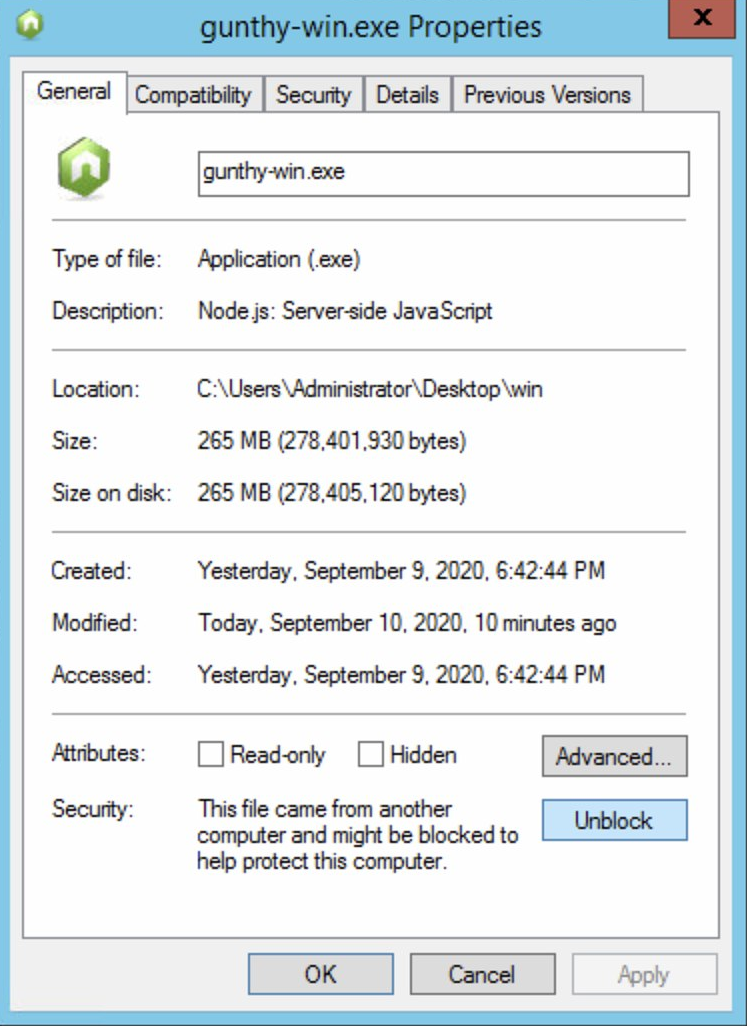 gunthy-win.exe Properties
x
General Compatibility Security Details Previous Versions
gunthy-win.exe
Type of file: Application (.exe)
Description: Node.js: Server-side JavaScript
Location: C:\Users\Administrator\Desktop\win
Size: 265 MB (278,401,930 bytes)
Size on disk: 265 MB (278,405,120 bytes)
Created: Yesterday, September 9, 2020, 6:42:44 PM
Modified: Today, September 10, 2020, 10 minutes ago
Accessed: Yesterday, September 9, 2020, 6:42:44 PM
Attributes: Read-only Hidden Advanced...
Security: This file came from another
computer and might be blocked to
help protect this computer.
Unblock
OK Cancel Apply